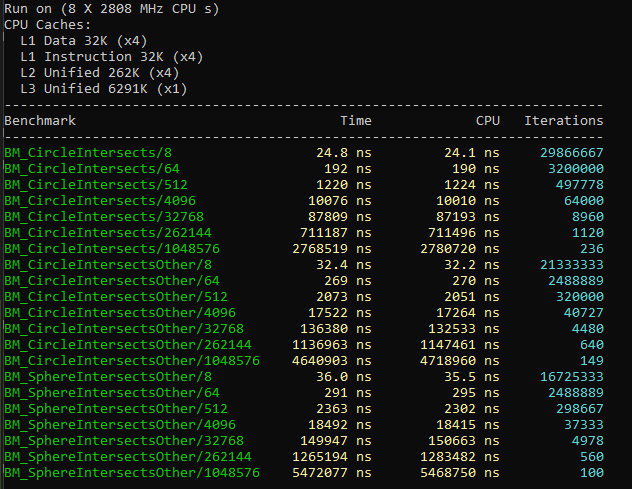 Run on (8 X 2808 MHz CPU s)
CPU Caches:
  L1 Data 32K (x4)
  L1 Instruction 32K (x4)
  L2 Unified 262K (x4)
  L3 Unified 6291K (x1)
---------------------------------------------------------------------------
Benchmark                                 Time             CPU   Iterations
---------------------------------------------------------------------------
BM_CircleIntersects/8                  24.8 ns         24.1 ns     29866667
BM_CircleIntersects/64                  192 ns          190 ns      3200000
BM_CircleIntersects/512                1220 ns         1224 ns       497778
BM_CircleIntersects/4096              10076 ns        10010 ns        64000
BM_CircleIntersects/32768             87809 ns        87193 ns         8960
BM_CircleIntersects/262144           711187 ns       711496 ns         1120
BM_CircleIntersects/1048576         2768519 ns      2780720 ns          236
BM_CircleIntersectsOther/8             32.4 ns         32.2 ns     21333333
BM_CircleIntersectsOther/64             269 ns          270 ns      2488889
BM_CircleIntersectsOther/512           2073 ns         2051 ns       320000
BM_CircleIntersectsOther/4096         17522 ns        17264 ns        40727
BM_CircleIntersectsOther/32768       136380 ns       132533 ns         4480
BM_CircleIntersectsOther/262144     1136963 ns      1147461 ns          640
BM_CircleIntersectsOther/1048576    4640903 ns      4718960 ns          149
BM_SphereIntersectsOther/8             36.0 ns         35.5 ns     16725333
BM_SphereIntersectsOther/64             291 ns          295 ns      2488889
BM_SphereIntersectsOther/512           2363 ns         2302 ns       298667
BM_SphereIntersectsOther/4096         18492 ns        18415 ns        37333
BM_SphereIntersectsOther/32768       149947 ns       150663 ns         4978
BM_SphereIntersectsOther/262144     1265194 ns      1283482 ns          560
BM_SphereIntersectsOther/1048576    5472077 ns      5468750 ns          100